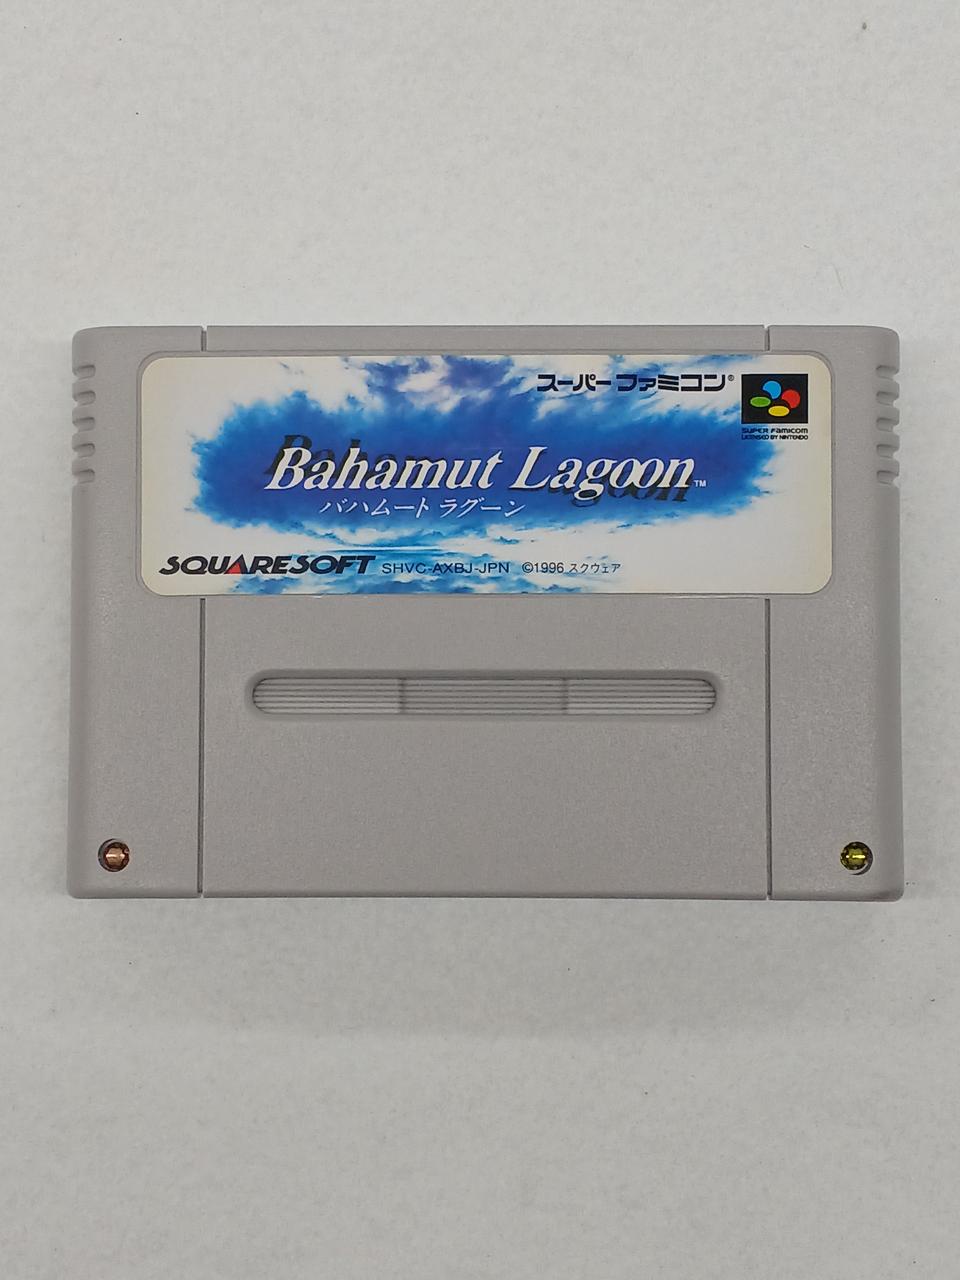 スーパーファミコン®
SUPER FAMICOM
LICENSED BY NINTENDO
Bahamut Lagoon™
バハムート ラグーン
SQUARESOFT SHVC-AXBJ-JPN ©1996 スクウェア